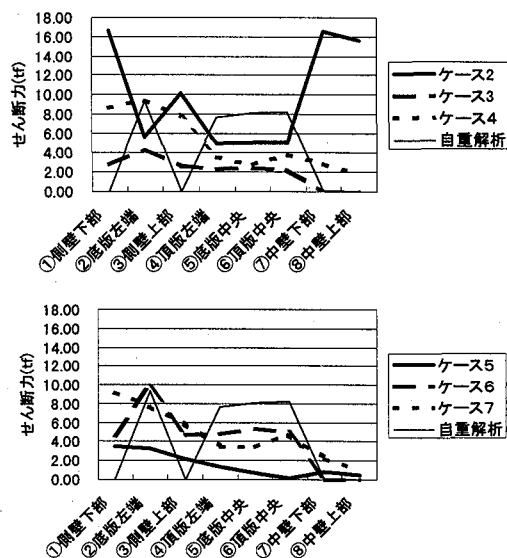 18.00
16.00
14.00
12.00
10.00
8.00
6.00
4.00
2.00
0.00
せん断力(tf)
①側壁下部
②底版左端
③側壁上部
④頂版左端
⑤底版中央
⑥頂版中央
⑦中壁下部
⑧中壁上部
ケース2
ケース3
ケース4
自重解析
18.00
16.00
14.00
12.00
10.00
8.00
6.00
4.00
2.00
0.00
せん断力(tf)
①側壁下部
②底版左端
③側壁上部
④頂版左端
⑤底版中央
⑥頂版中央
⑦中壁下部
⑧中壁上部
ケース5
ケース6
ケース7
自重解析